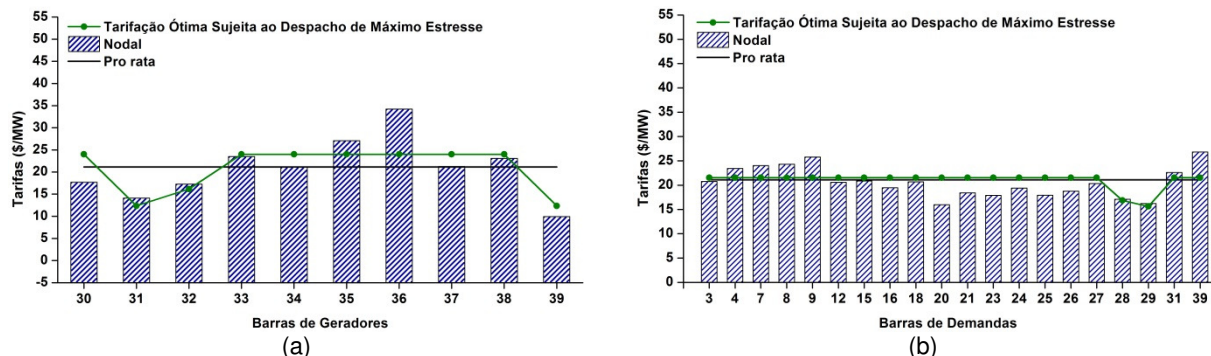 Tarifação Ótima Sujeita ao Despacho de Máximo Estresse
Nodal
Pro rata
55
50
45
40
35
30
25
20
15
10
5
0
-5
Tarifas ($/MW)
30 31 32 33 34 35 36 37 38 39
Barras de Geradores
(a)
Tarifação Ótima Sujeita ao Despacho de Máximo Estresse
Nodal
Pro rata
55
50
45
40
35
30
25
20
15
10
5
0
Tarifas ($/MW)
3 4 7 8 9 12 15 16 18 20 21 23 24 25 26 27 28 29 31 39
Barras de Demandas
(b)